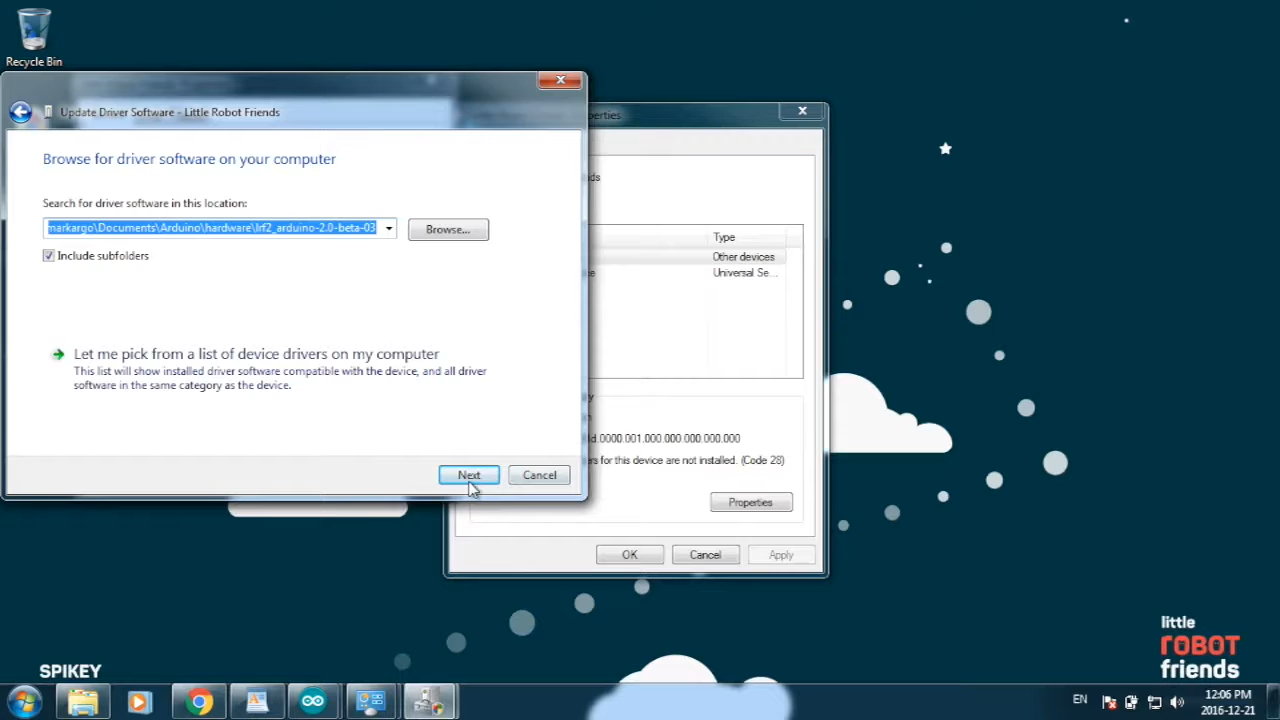 Recycle Bin
Update Driver Software - Little Robot Friends
Browse for driver software on your computer
Search for driver software in this location:
markargo\Documents\Arduino\hardware\lrf2_arduino-2.0-beta-03
Browse...
Include subfolders
Let me pick from a list of device drivers on my computer
This list will show installed driver software compatible with the device, and all driver
software in the same category as the device.
Next
Cancel
perties
nds
Type
Other devices
Universal Se...
d.0000.001.000.000.000.000.000
ers for this device are not installed. (Code 28)
Properties
OK
Cancel
Apply
little
ROBOT
friends
SPIKEY
EN
12:06 PM
2016-12-21